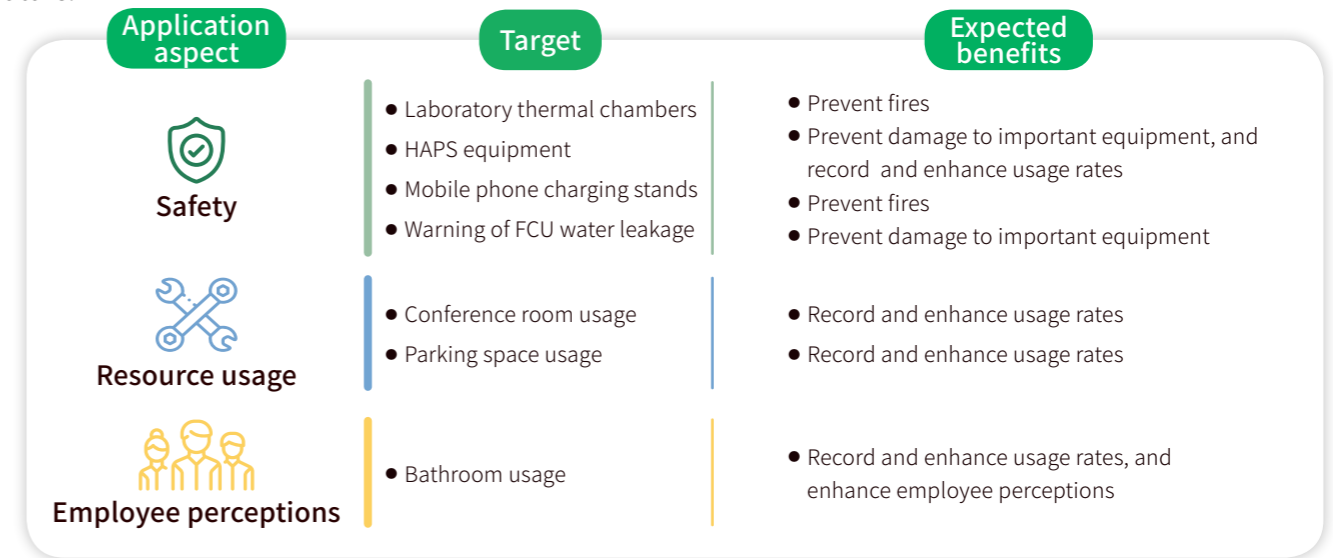 Application
aspect
Target
Expected
benefits
Safety
● Laboratory thermal chambers
● HAPS equipment
● Mobile phone charging stands
● Warning of FCU water leakage
● Prevent fires
● Prevent damage to important equipment, and
record and enhance usage rates
● Prevent fires
● Prevent damage to important equipment
Resource usage
● Conference room usage
● Parking space usage
● Record and enhance usage rates
● Record and enhance usage rates
Employee perceptions
● Bathroom usage
● Record and enhance usage rates, and
enhance employee perceptions